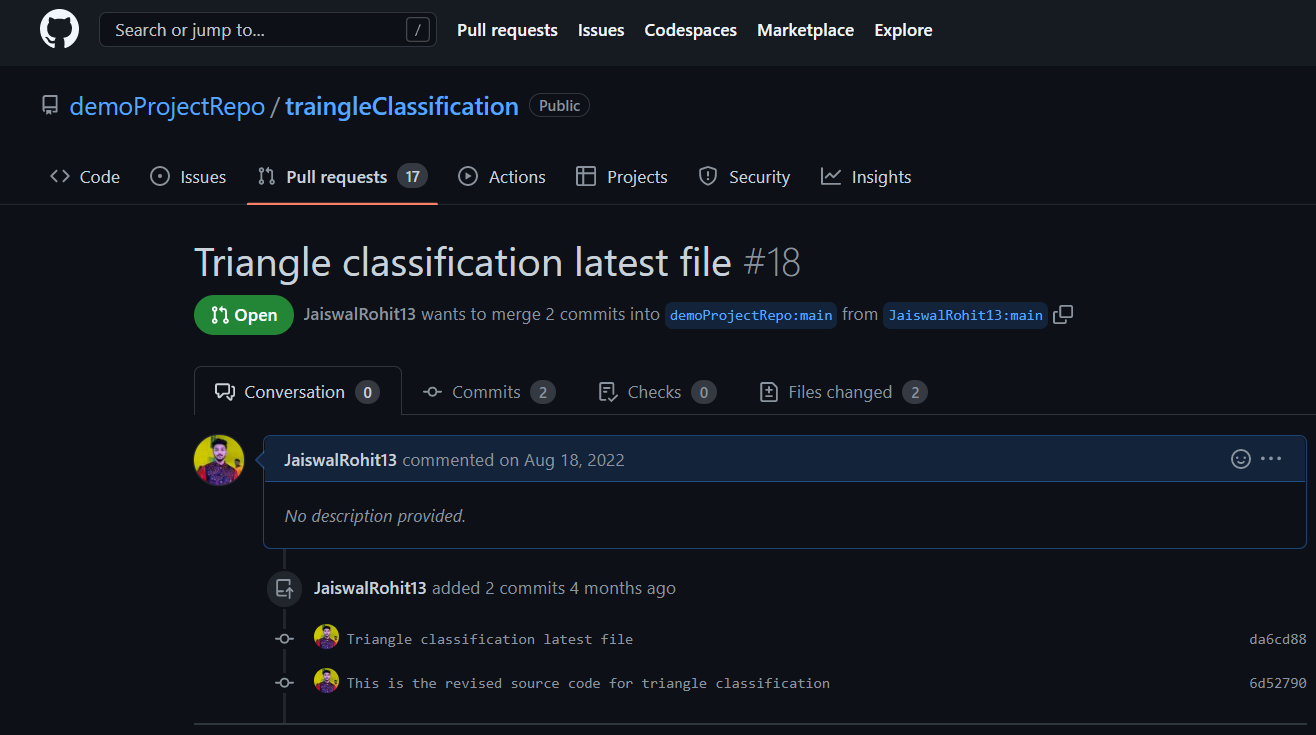 Search or jump to... / Pull requests Issues Codespaces Marketplace Explore
demoProjectRepo / traingleClassification Public
Code Issues Pull requests 17 Actions Projects Security Insights
Triangle classification latest file #18
Open JaiswalRohit13 wants to merge 2 commits into demoProjectRepo:main from JaiswalRohit13:main
Conversation 0 Commits 2 Checks 0 Files changed 2
JaiswalRohit13 commented on Aug 18, 2022
No description provided.
JaiswalRohit13 added 2 commits 4 months ago
Triangle classification latest file da6cd88
This is the revised source code for triangle classification 6d52790